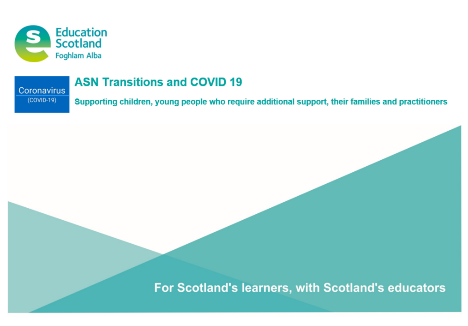 Education
Scotland
Foghlam Alba
ASN Transitions and COVID 19
Coronavirus
(COVID-19)
Supporting children, young people who require additional support, their families and practitioners
For Scotland's learners, with Scotland's educators